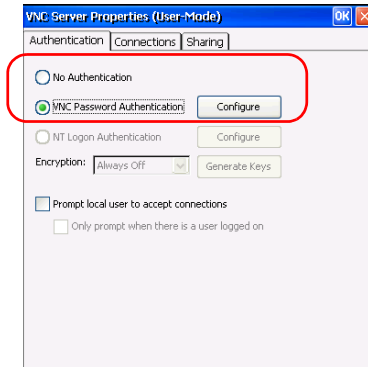 VNC Server Properties (User-Mode) OK
Authentication Connections Sharing
No Authentication
VNC Password Authentication Configure
NT Logon Authentication Configure
Encryption: Always Off Generate Keys
Prompt local user to accept connections
Only prompt when there is a user logged on